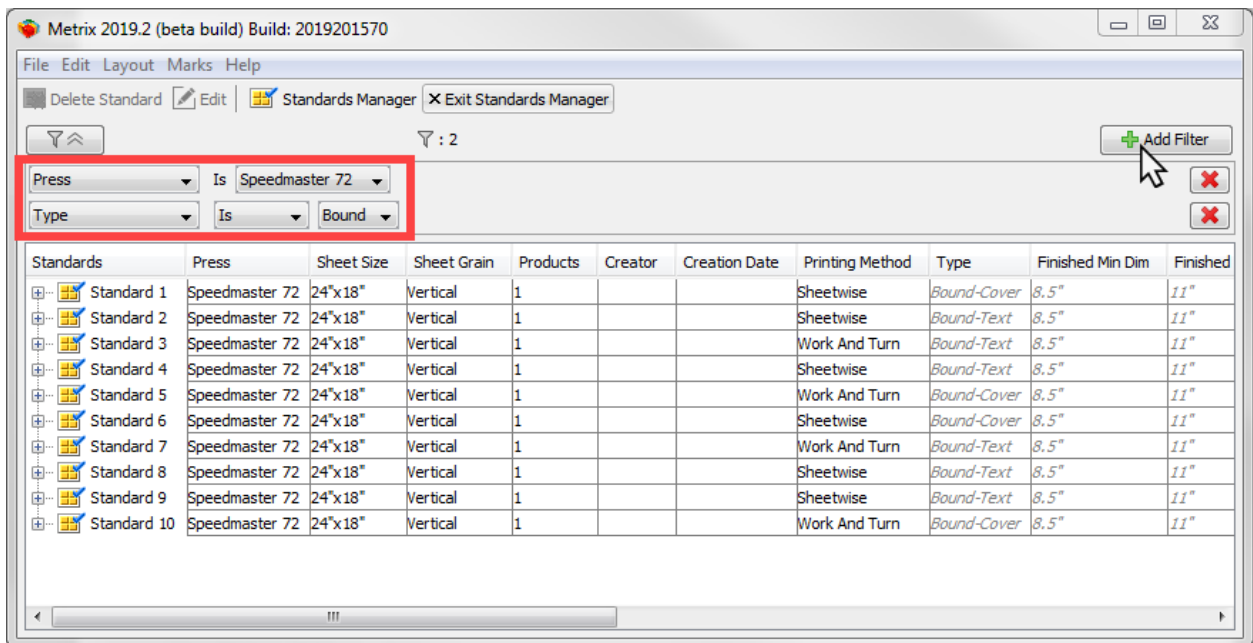 Metrix 2019.2 (beta build) Build: 2019201570
File Edit Layout Marks Help
Delete Standard Edit Standards Manager X Exit Standards Manager
: 2 Add Filter
Press Is Speedmaster 72
Type Is Bound
Standards Press Sheet Size Sheet Grain Products Creator Creation Date Printing Method Type Finished Min Dim Finished
Standard 1 Speedmaster 72 24"x18" Vertical 1 Sheetwise Bound-Cover 8.5" 11"
Standard 2 Speedmaster 72 24"x18" Vertical 1 Sheetwise Bound-Text 8.5" 11"
Standard 3 Speedmaster 72 24"x18" Vertical 1 Work And Turn Bound-Text 8.5" 11"
Standard 4 Speedmaster 72 24"x18" Vertical 1 Sheetwise Bound-Text 8.5" 11"
Standard 5 Speedmaster 72 24"x18" Vertical 1 Work And Turn Bound-Cover 8.5" 11"
Standard 6 Speedmaster 72 24"x18" Vertical 1 Sheetwise Bound-Cover 8.5" 11"
Standard 7 Speedmaster 72 24"x18" Vertical 1 Work And Turn Bound-Text 8.5" 11"
Standard 8 Speedmaster 72 24"x18" Vertical 1 Sheetwise Bound-Text 8.5" 11"
Standard 9 Speedmaster 72 24"x18" Vertical 1 Sheetwise Bound-Text 8.5" 11"
Standard 10 Speedmaster 72 24"x18" Vertical 1 Work And Turn Bound-Cover 8.5" 11"